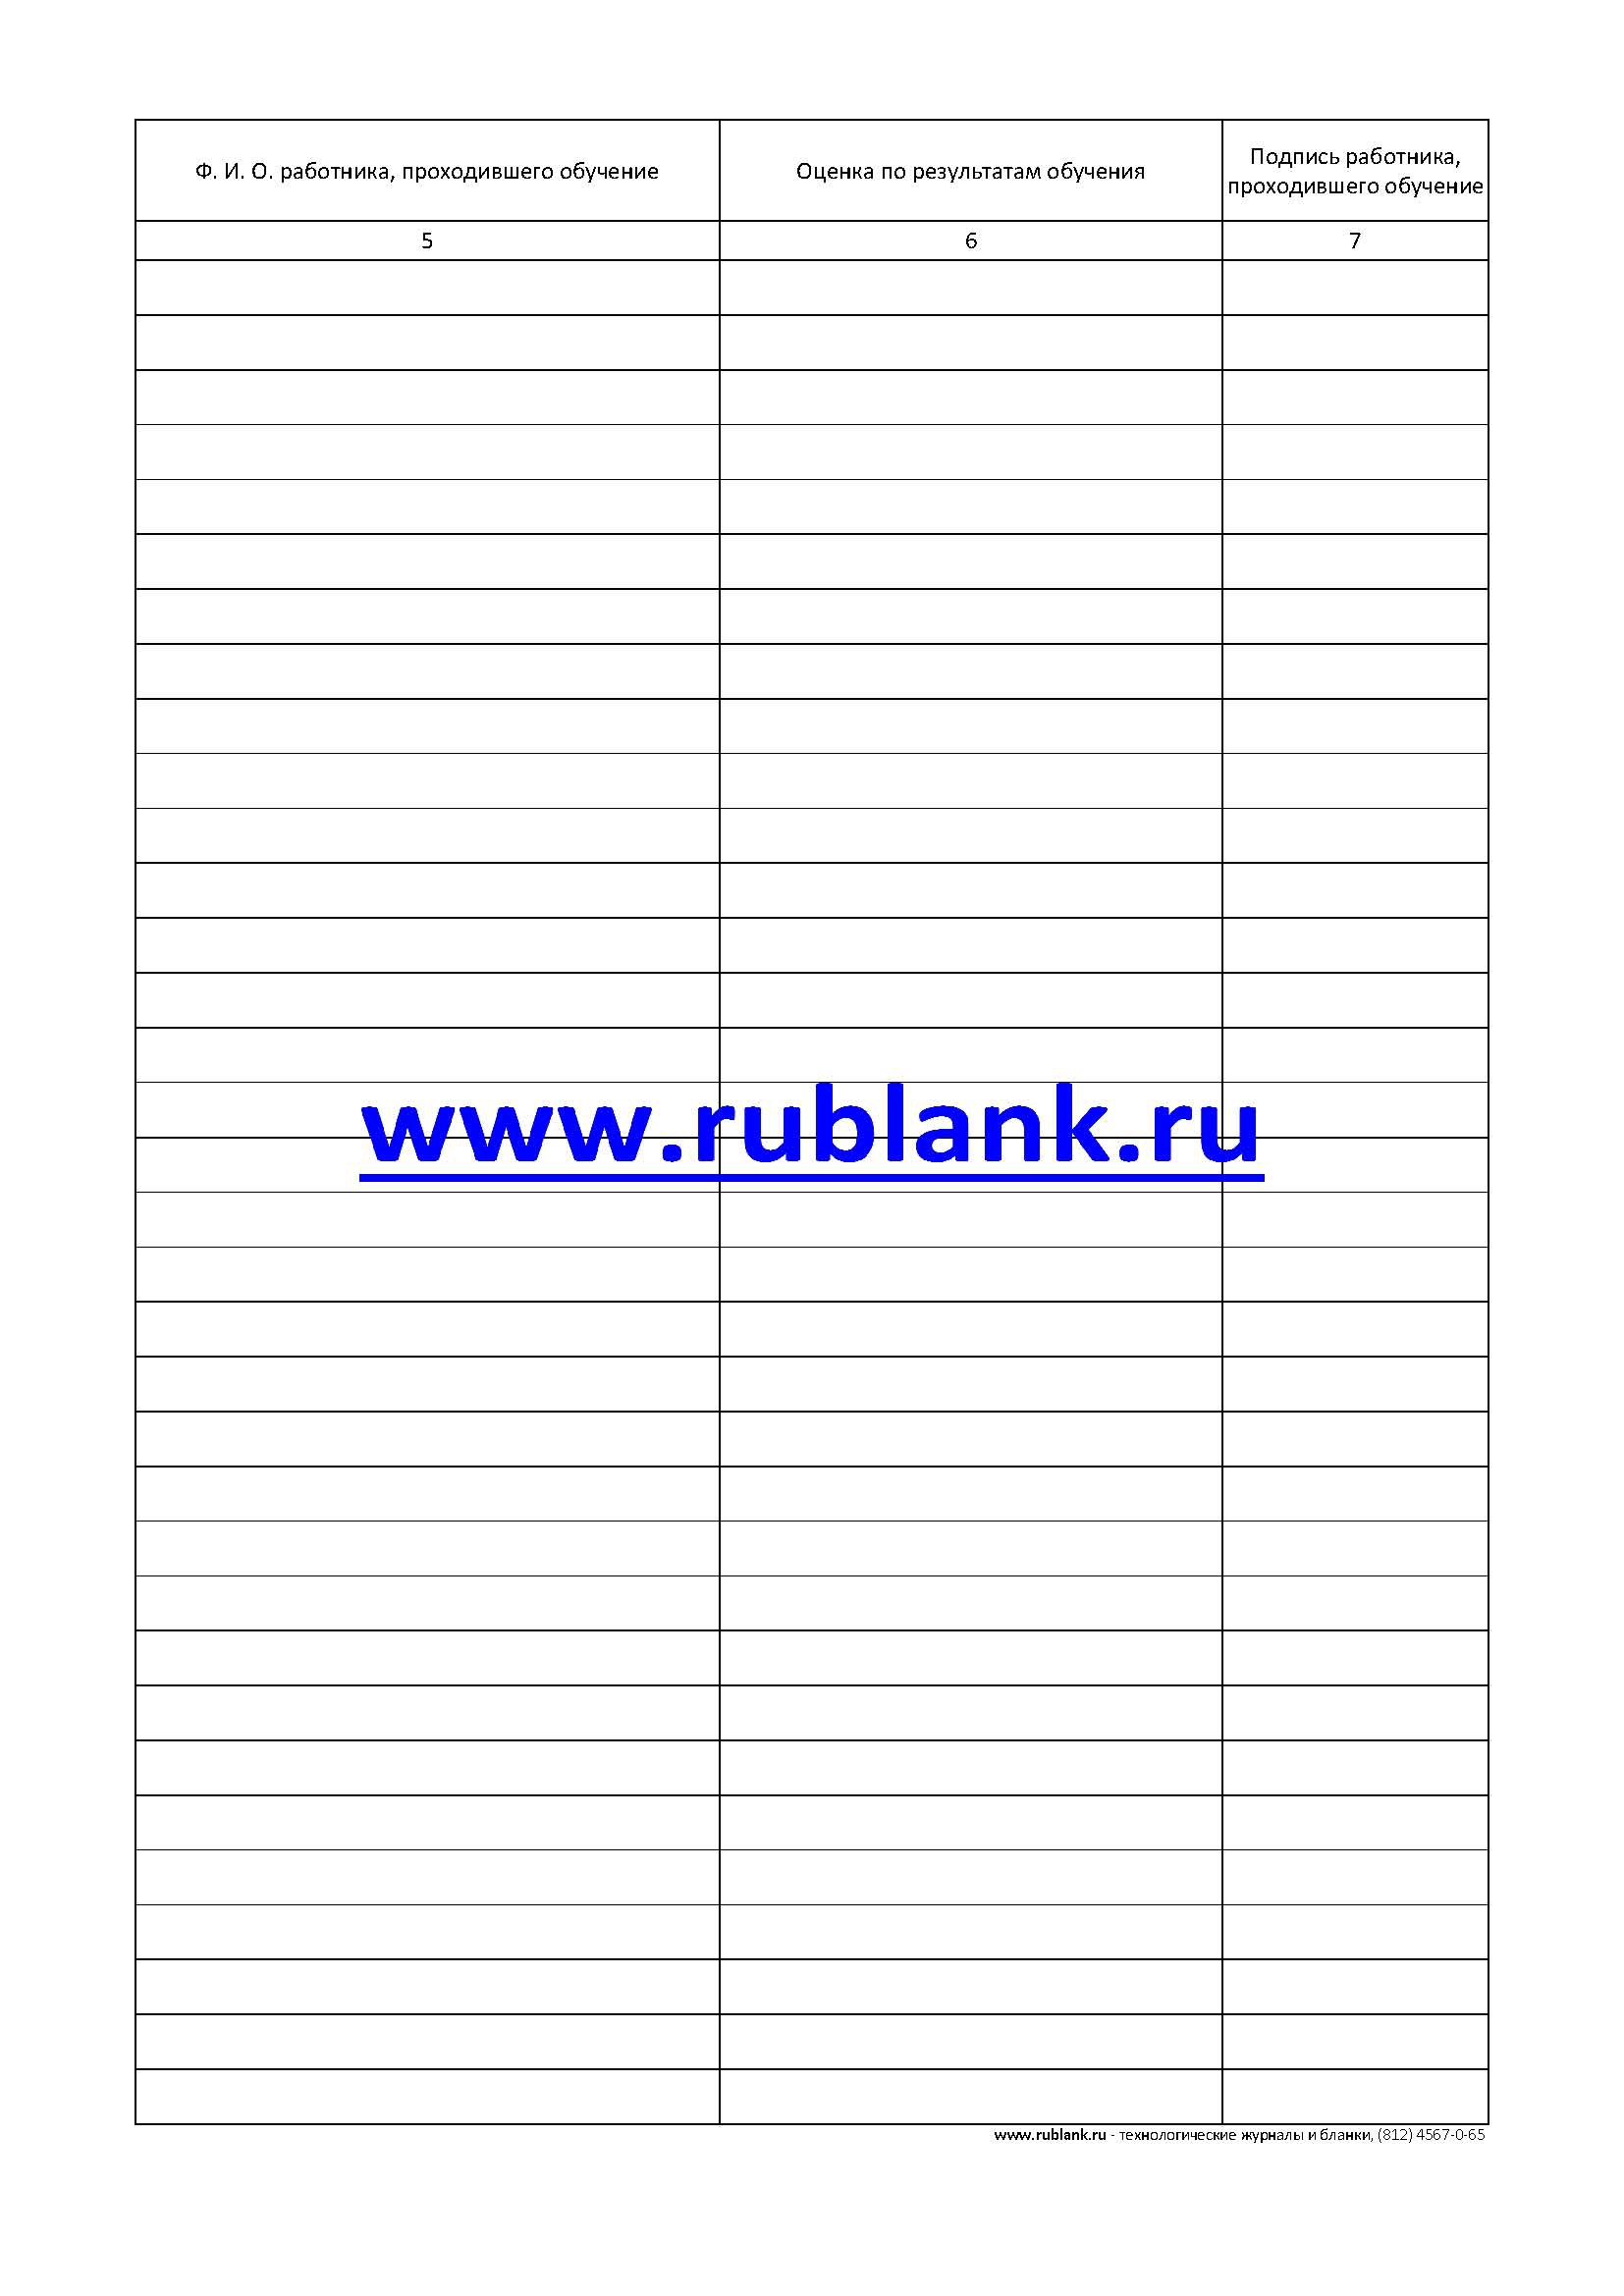 Ф. И. О. работника, проходившего обучение
Оценка по результатам обучения
Подпись работника,
проходившего обучение
5
6
7
www.rublank.ru
www.rublank.ru - технологические журналы и бланки, (812) 4567-0-65